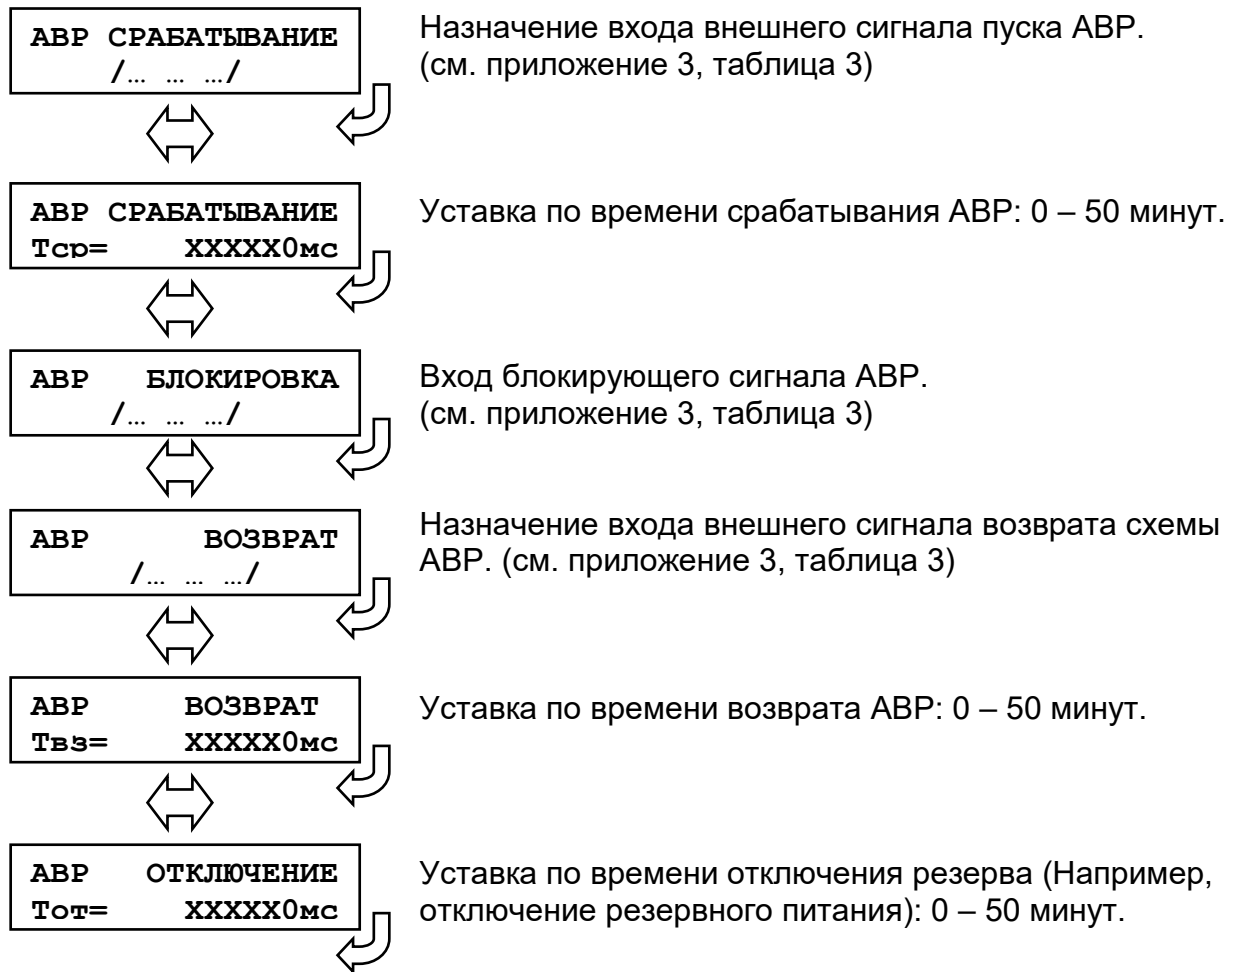 АВР СРАБАТЫВАНИЕ
/… … …/
Назначение входа внешнего сигнала пуска АВР.
(см. приложение 3, таблица 3)
АВР СРАБАТЫВАНИЕ
Тср= XXXXX0мс
Уставка по времени срабатывания АВР: 0 – 50 минут.
АВР БЛОКИРОВКА
/… … …/
Вход блокирующего сигнала АВР.
(см. приложение 3, таблица 3)
АВР ВОЗВРАТ
/… … …/
Назначение входа внешнего сигнала возврата схемы
АВР. (см. приложение 3, таблица 3)
АВР ВОЗВРАТ
Твз= XXXXX0мс
Уставка по времени возврата АВР: 0 – 50 минут.
АВР ОТКЛЮЧЕНИЕ
Тот= XXXXX0мс
Уставка по времени отключения резерва (Например,
отключение резервного питания): 0 – 50 минут.